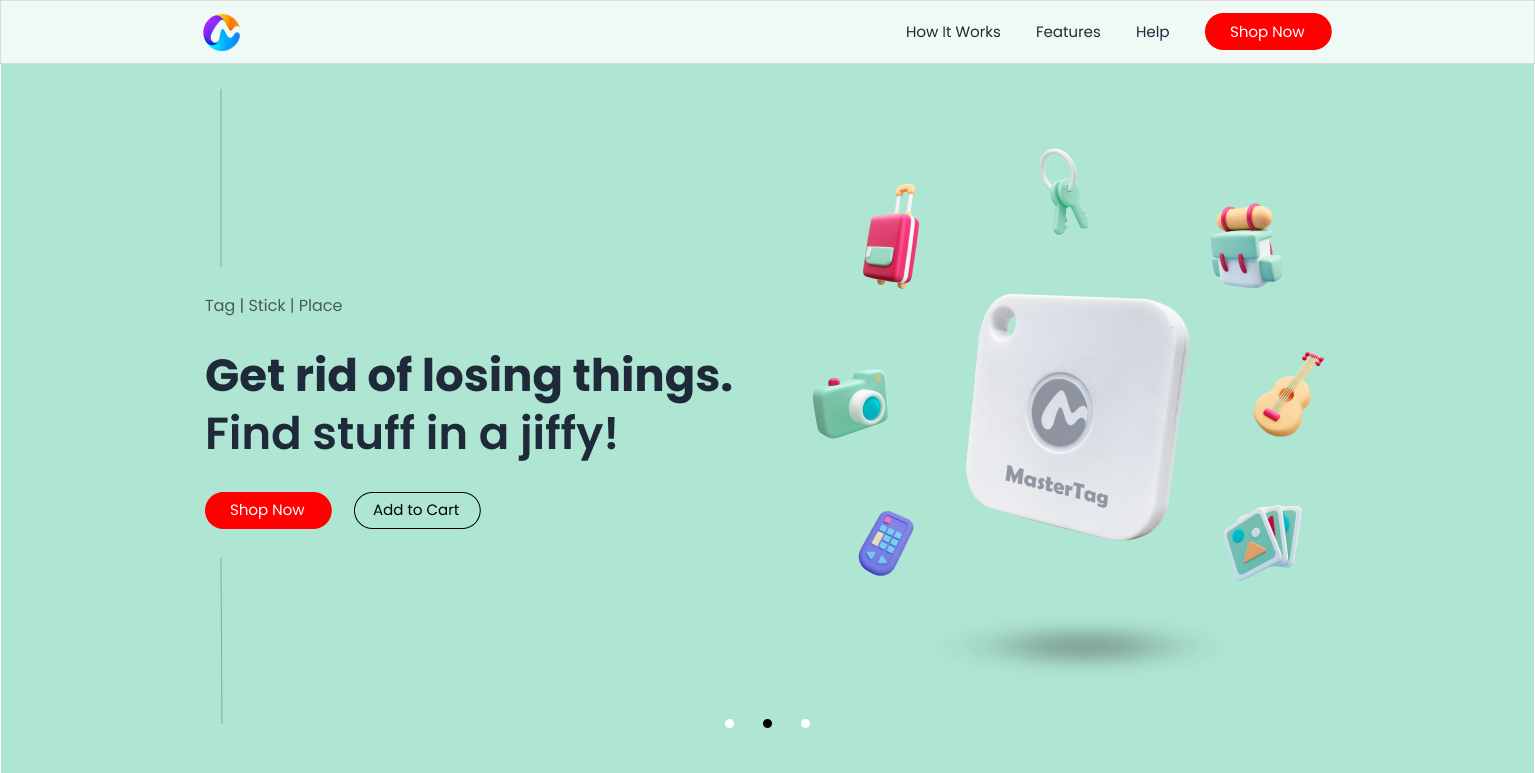 How It Works
Features
Help
Shop Now
Tag | Stick | Place
Get rid of losing things.
Find stuff in a jiffy!
Shop Now
Add to Cart
MasterTag